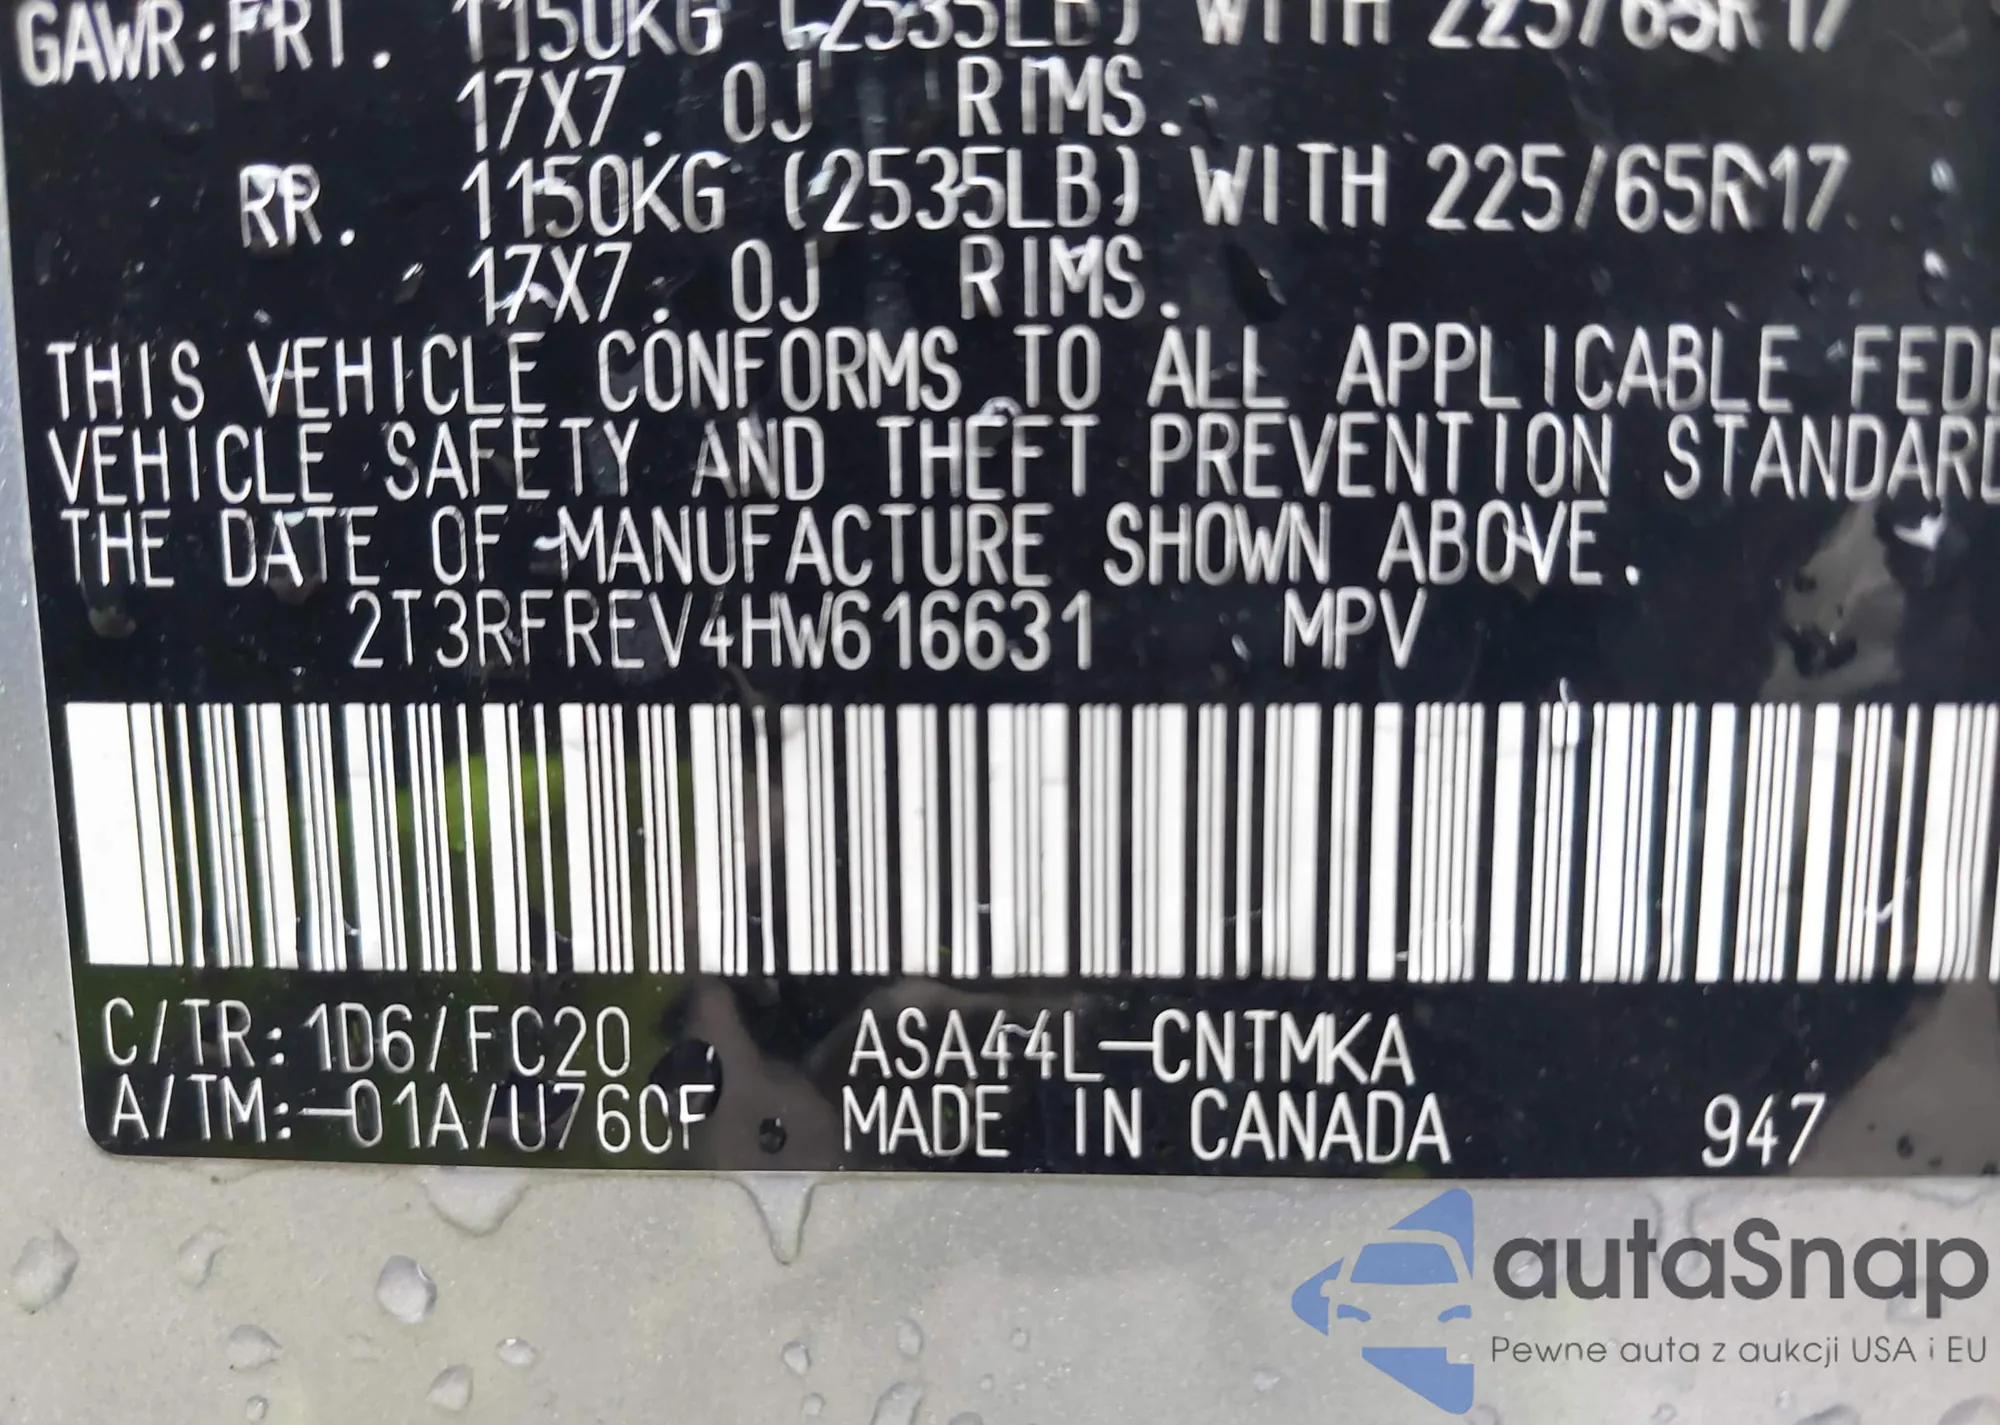 GAWR:FRT. 1150KG (2535LB) WITH 225/65R17
17X7.0J RIMS.
RR. 1150KG (2535LB) WITH 225/65R17
17X7.0J RIMS.
THIS VEHICLE CONFORMS TO ALL APPLICABLE FEDE
VEHICLE SAFETY AND THEFT PREVENTION STANDARD
THE DATE OF MANUFACTURE SHOWN ABOVE.
2T3RFREV4HW616631 MPV
C/TR:1D6/FC20 ASA44L-CNTMKA
A/TM:-01A/U760F MADE IN CANADA 947
autaSnap
Pewne auta z aukcji USA i EU